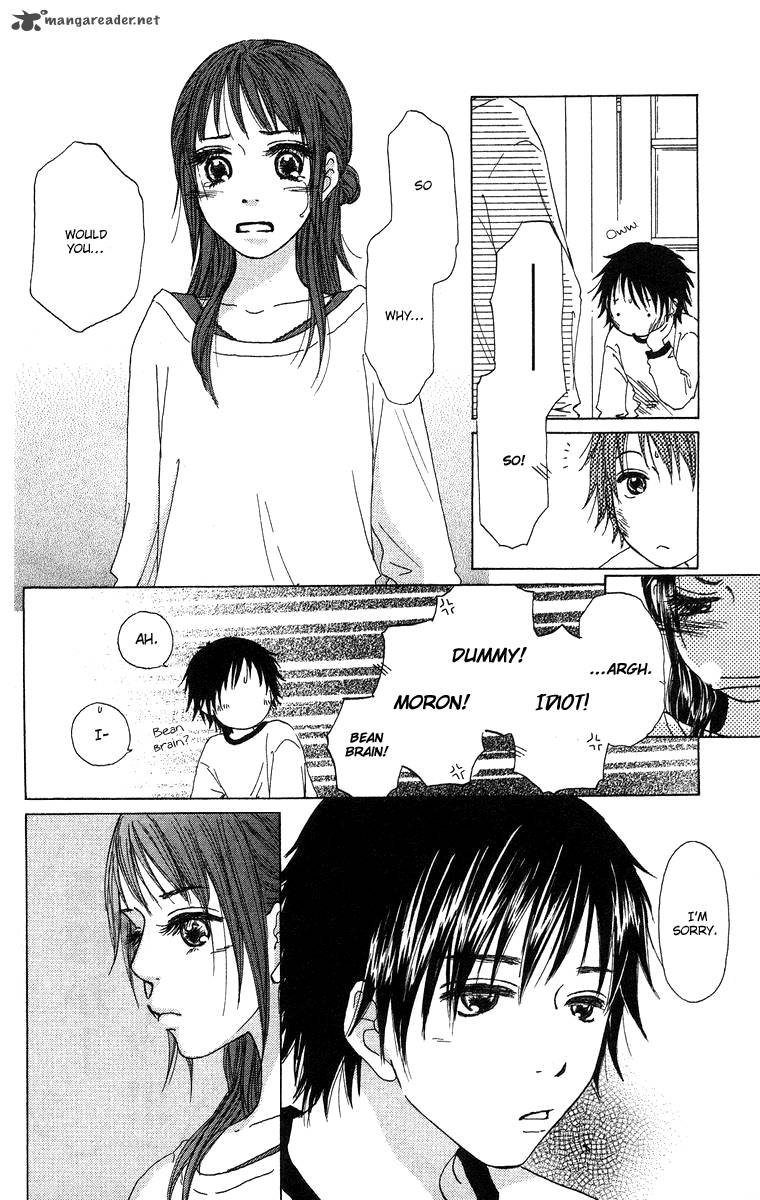 mangareader.net
Oww
SO!
SO
WHY...
WOULD
YOU...
...ARGH.
DUMMY!
IDIOT!
MORON!
BEAN
BRAIN!
Bean
Brain?
AH.
I-
I'M
SORRY.